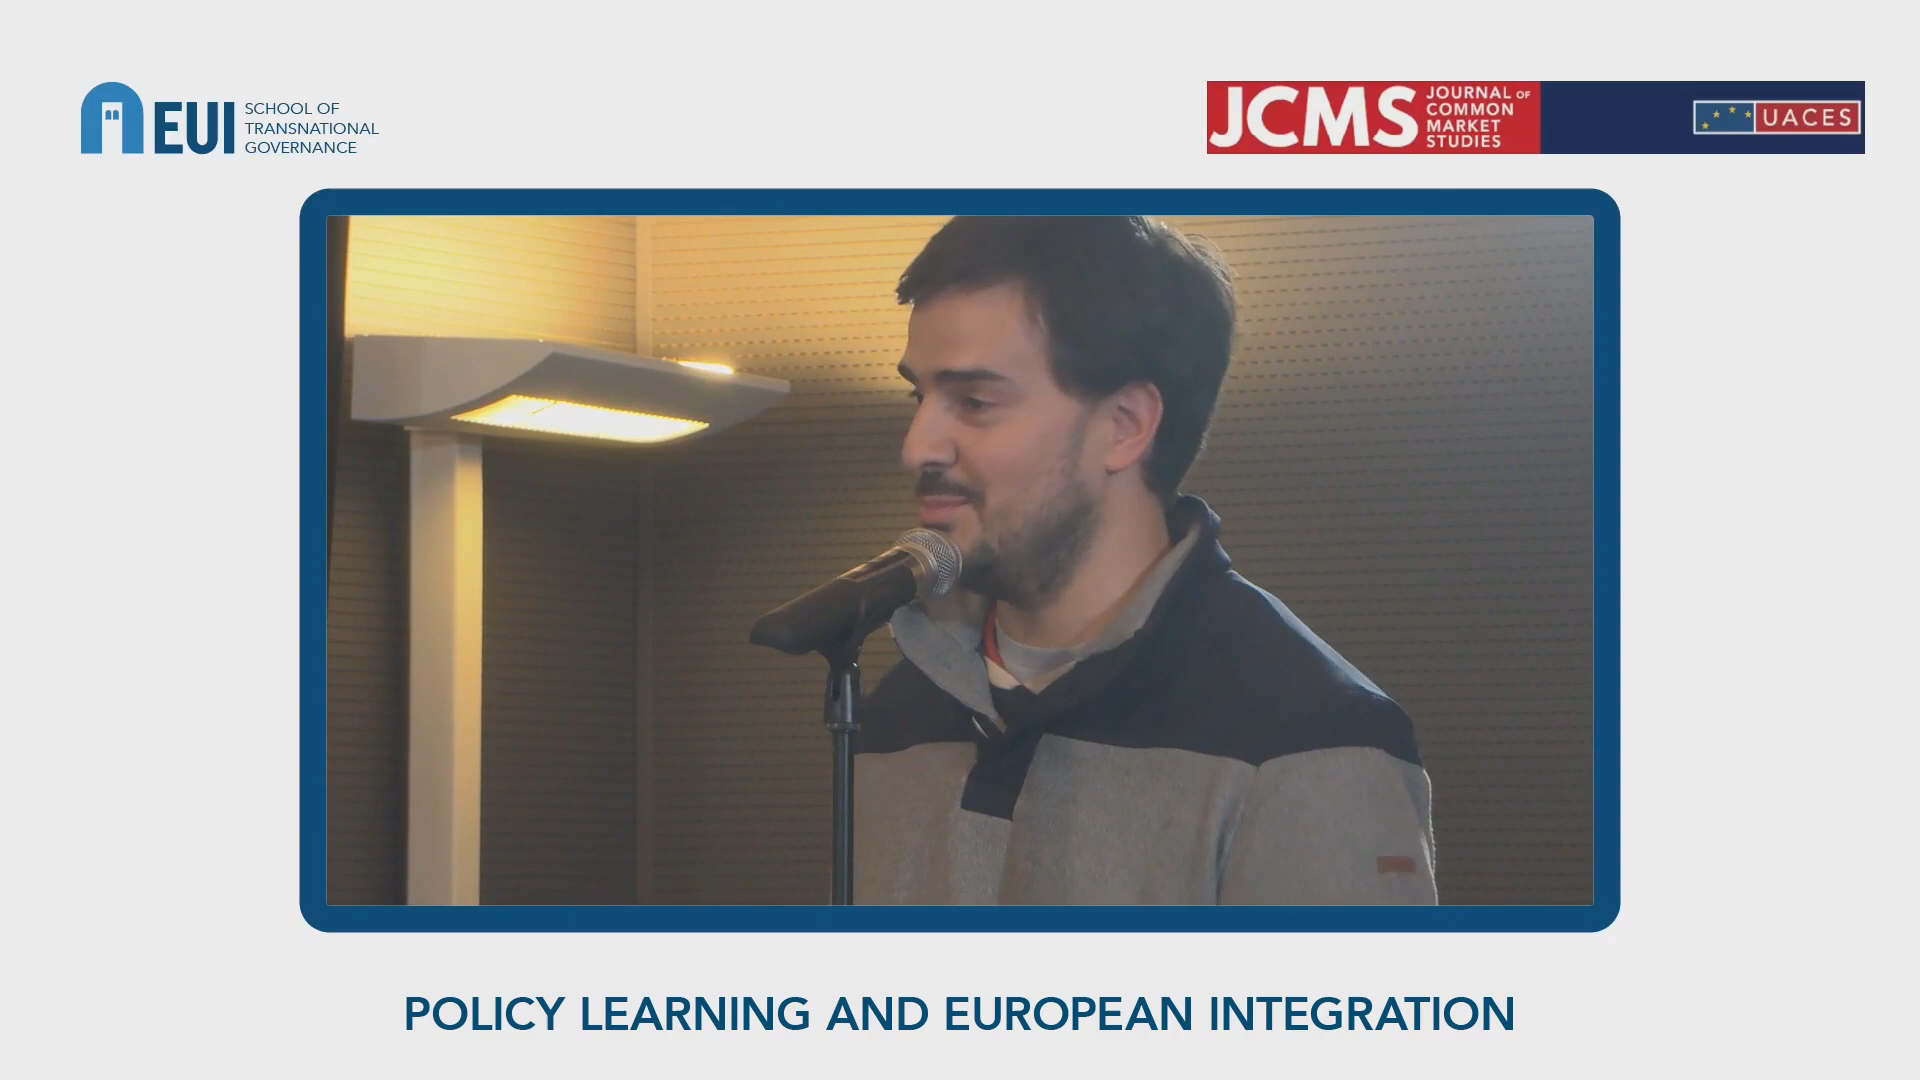 EUI
SCHOOL OF
TRANSNATIONAL
GOVERNANCE
JCMS
JOURNAL OF
COMMON
MARKET
STUDIES
UACES
POLICY LEARNING AND EUROPEAN INTEGRATION